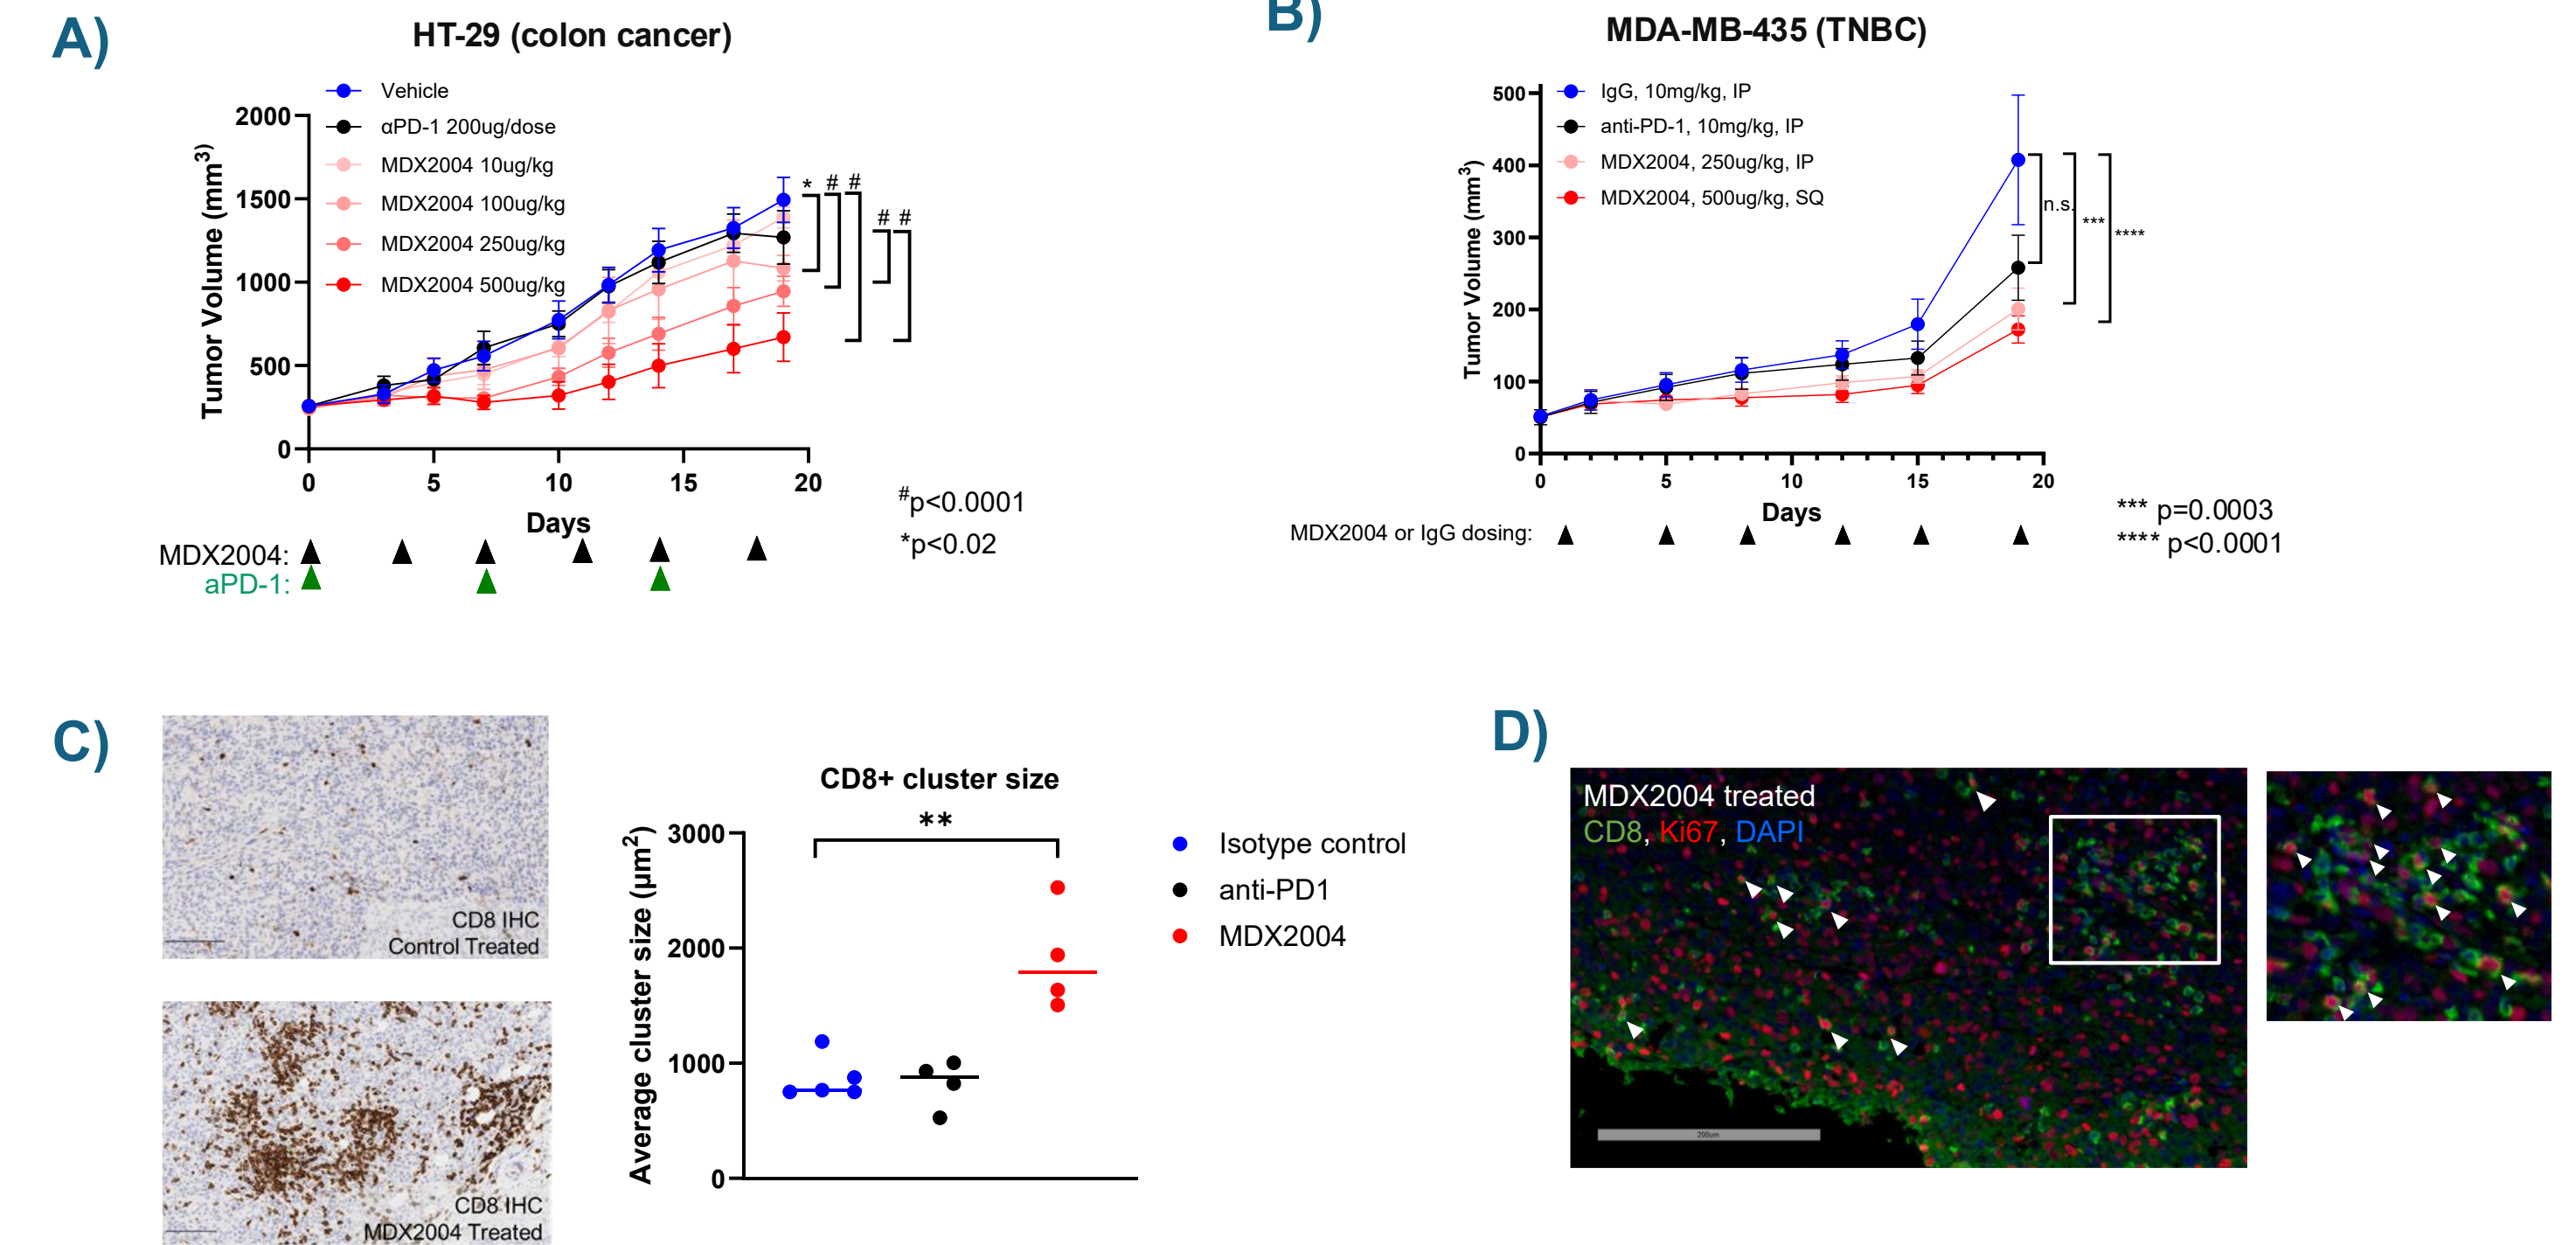 A)
HT-29 (colon cancer)
Vehicle
αPD-1 200ug/dose
MDX2004 10ug/kg
MDX2004 100ug/kg
MDX2004 250ug/kg
MDX2004 500ug/kg
Tumor Volume (mm³)
2000
1500
1000
500
0
* # #
# #
0 5 10 15 20
Days
#p<0.0001
*p<0.02
MDX2004:
aPD-1:
B)
MDA-MB-435 (TNBC)
IgG, 10mg/kg, IP
anti-PD-1, 10mg/kg, IP
MDX2004, 250ug/kg, IP
MDX2004, 500ug/kg, SQ
Tumor Volume (mm³)
500
400
300
200
100
0
n.s.
***
****
0 5 10 15 20
Days
MDX2004 or IgG dosing:
*** p=0.0003
**** p<0.0001
C)
CD8 IHC
Control Treated
CD8 IHC
MDX2004 Treated
CD8+ cluster size
**
Average cluster size (µm²)
3000
2000
1000
0
Isotype control
anti-PD1
MDX2004
D)
MDX2004 treated
CD8, Ki67, DAPI
200um